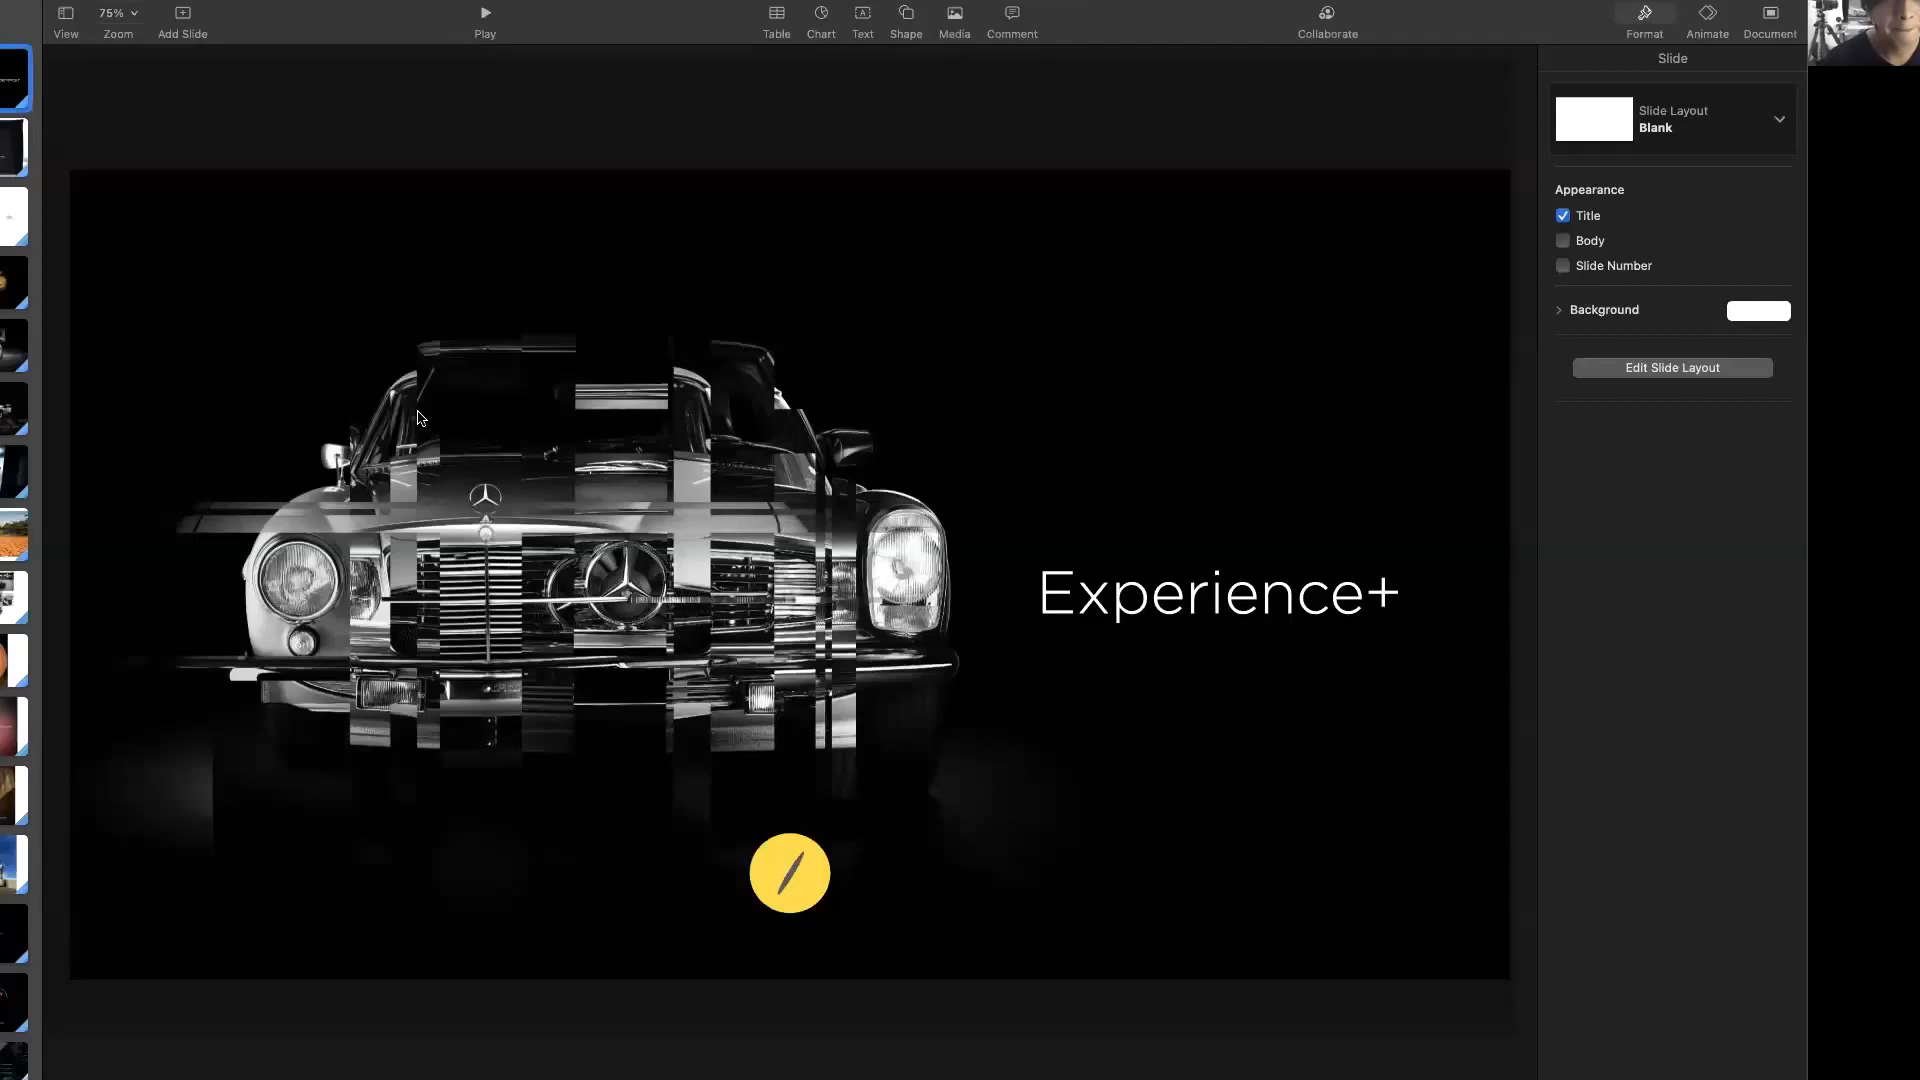 View
75%
Zoom
Add Slide
Play
Table
Chart
Text
Shape
Media
Comment
Collaborate
Format
Animate
Document
Slide
Slide Layout
Blank
Appearance
Title
Body
Slide Number
Background
Edit Slide Layout
Experience+